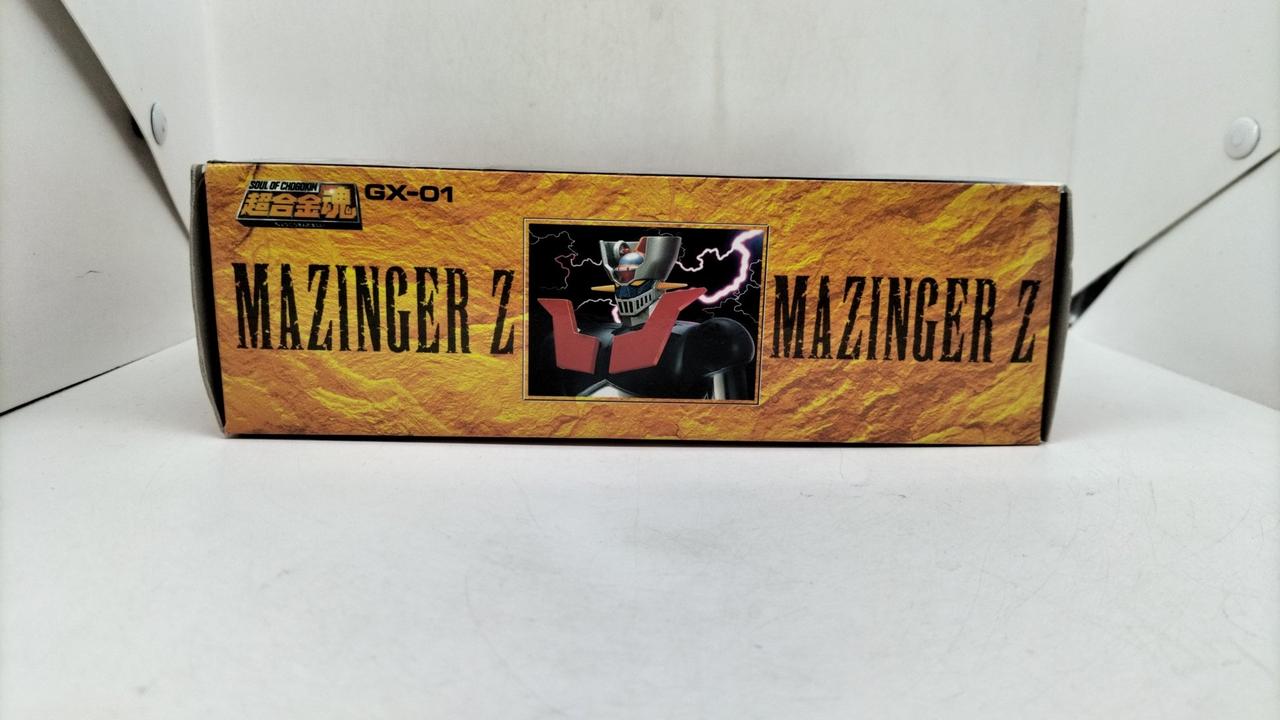 SOUL OF CHOGOKIN
超合金魂
GX-01
MAZINGER Z
MAZINGER Z